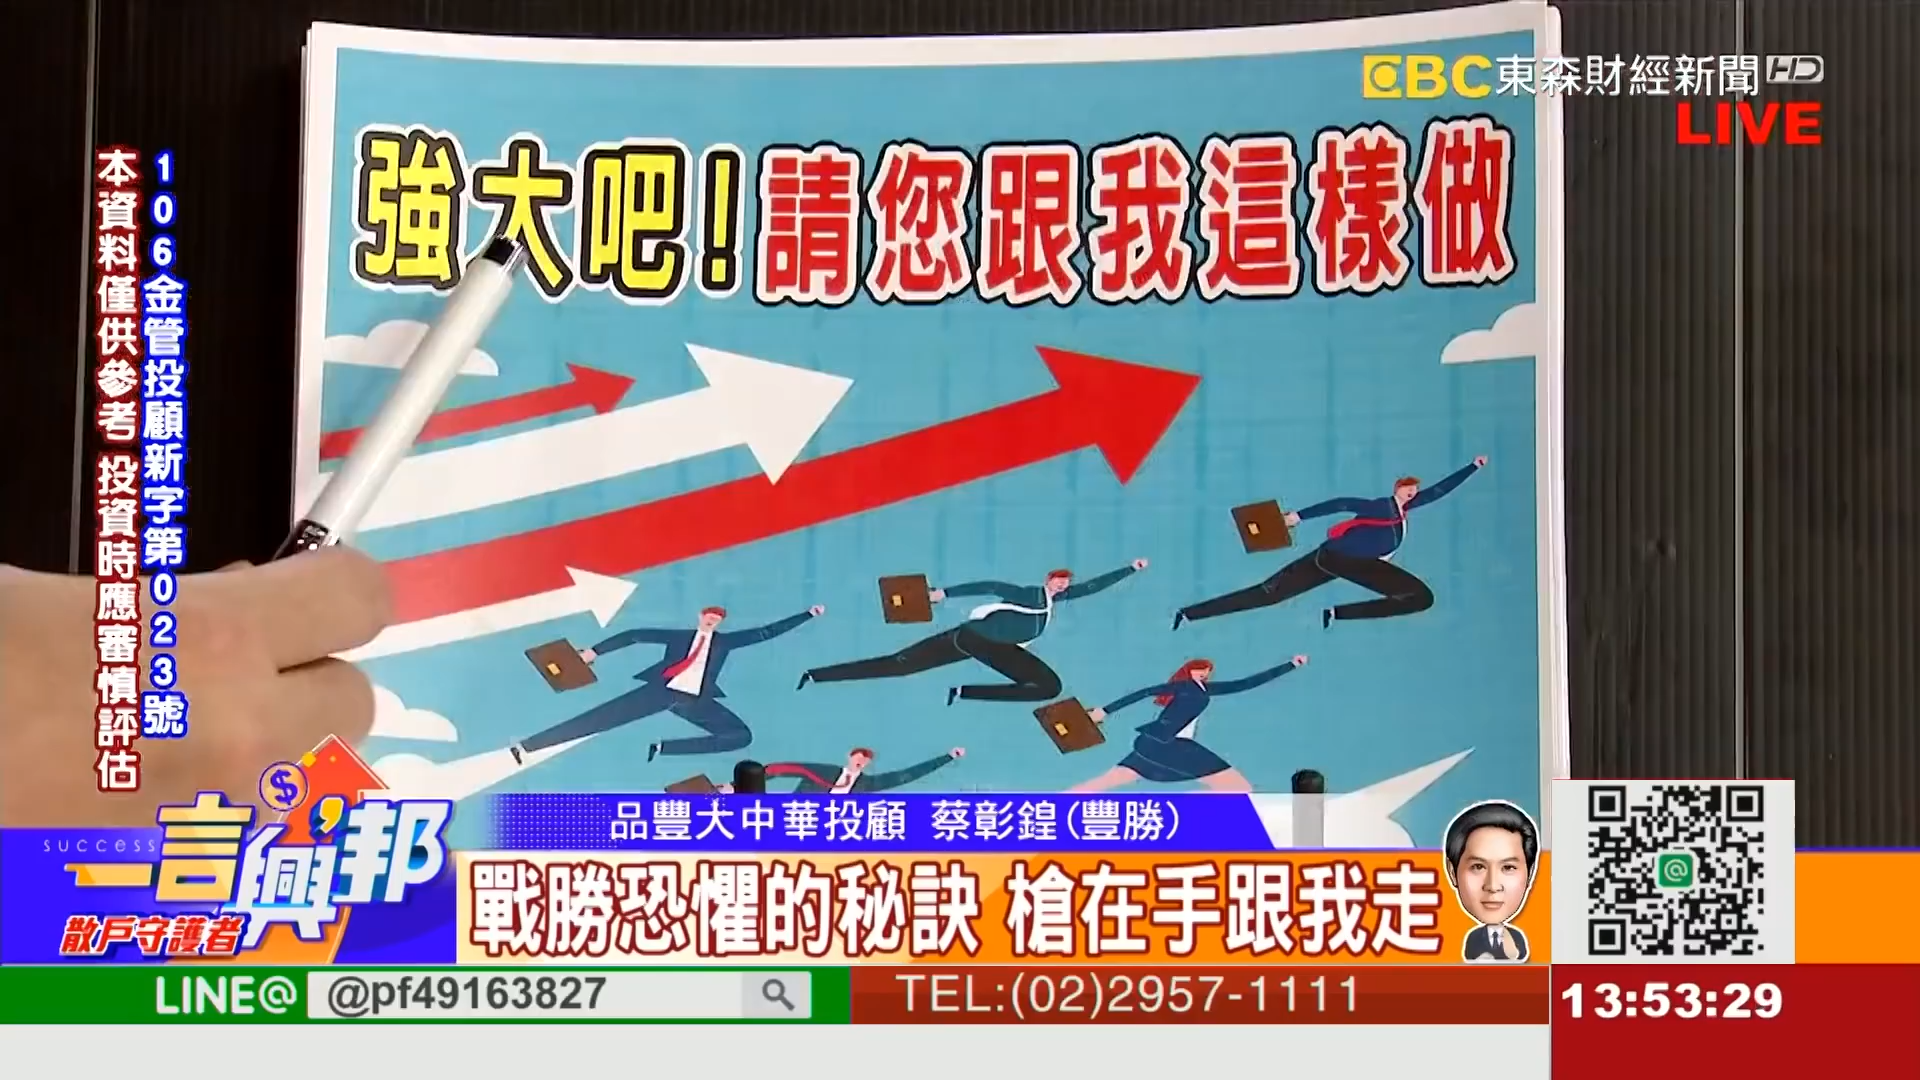 EBC東森財經新聞HD
LIVE
強大吧!請您跟我這樣做
106金管投顧新字第023號
本資料僅供參考 投資時應審慎評估
$
success
一言興邦
散戶守護者
品豐大中華投顧 蔡彰鍠(豐勝)
戰勝恐懼的秘訣 槍在手跟我走
LINE@ @pf49163827
TEL:(02)2957-1111
13:53:29